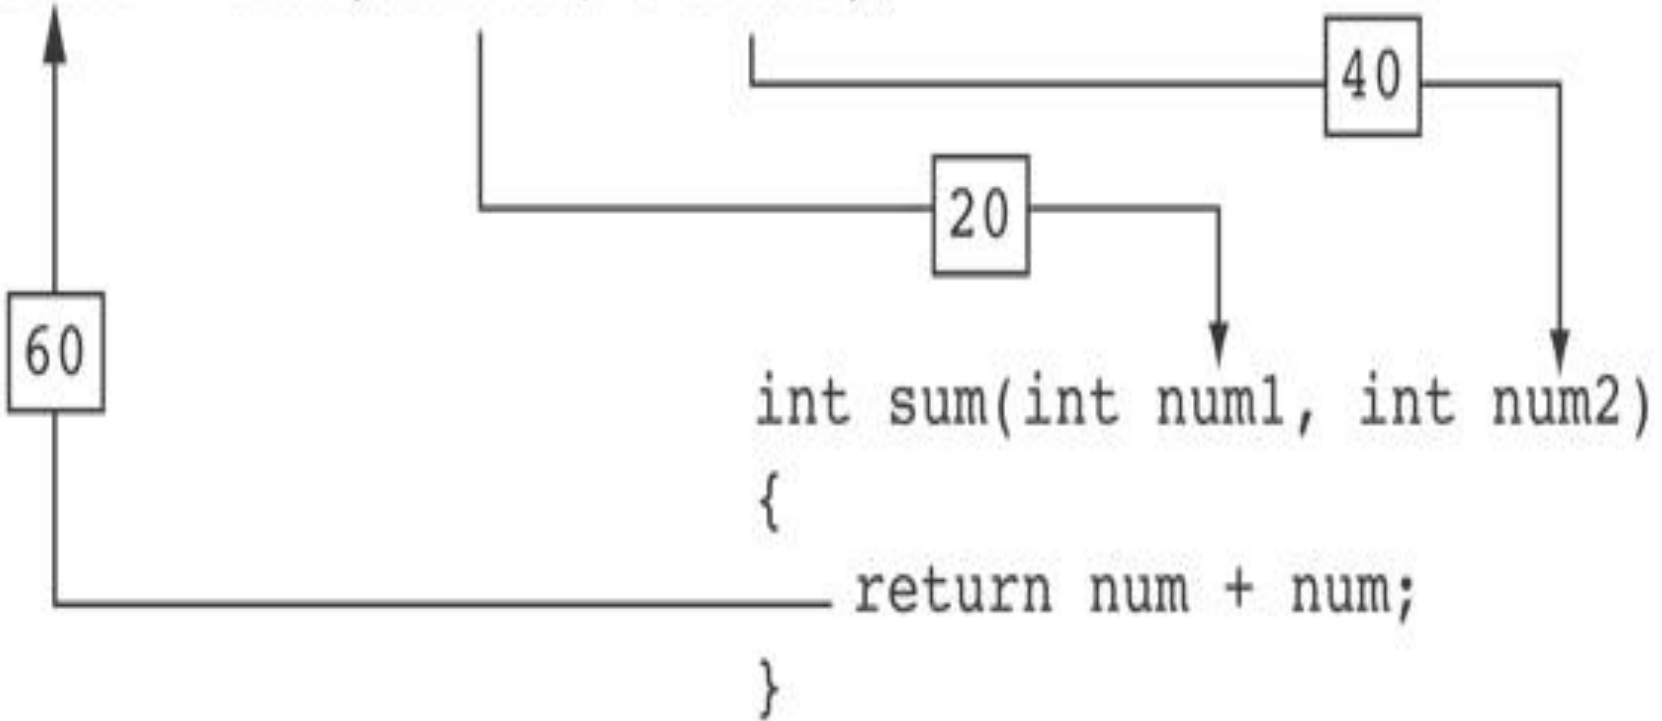 40
20
60
int sum(int num1, int num2)
{
return num + num;
}